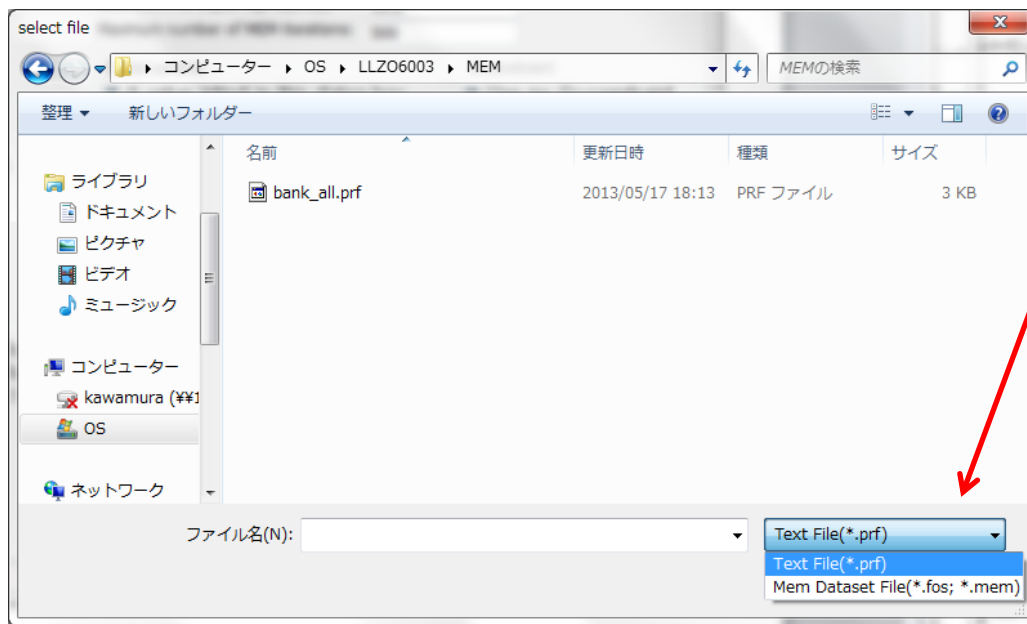 select file
コンピューター ▸ OS ▸ LLZO6003 ▸ MEM
MEMの検索
整理 新しいフォルダー
名前 更新日時 種類 サイズ
bank_all.prf 2013/05/17 18:13 PRF ファイル 3 KB
ライブラリ
ドキュメント
ピクチャ
ビデオ
ミュージック
コンピューター
kawamura (¥¥1
OS
ネットワーク
ファイル名(N):
Text File(*.prf)
Text File(*.prf)
Mem Dataset File(*.fos; *.mem)